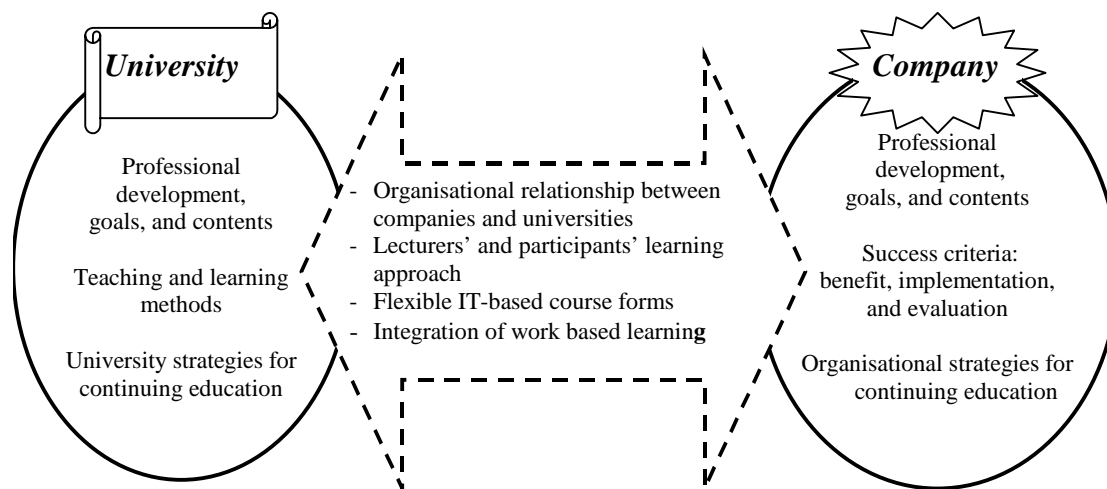 University
Professional
development,
goals, and contents
Teaching and learning
methods
University strategies for
continuing education
- Organisational relationship between
companies and universities
- Lecturers’ and participants’ learning
approach
- Flexible IT-based course forms
- Integration of work based learning
Company
Professional
development,
goals, and contents
Success criteria:
benefit, implementation,
and evaluation
Organisational strategies for
continuing education